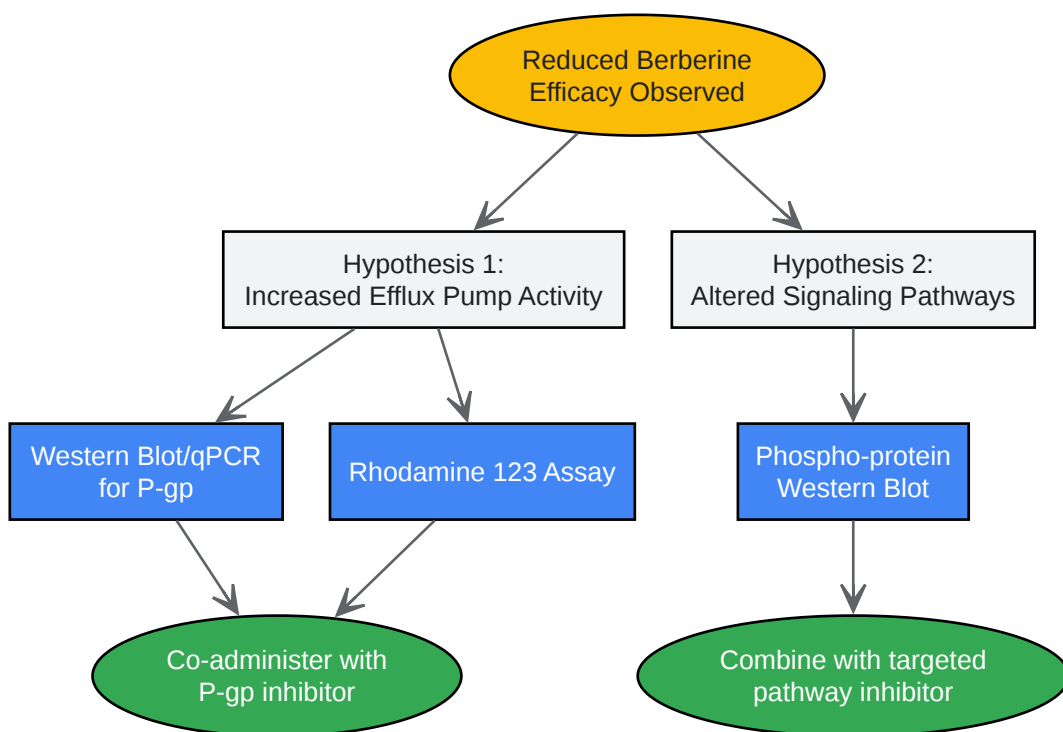 Reduced Berberine
Efficacy Observed
Hypothesis 1:
Increased Efflux Pump Activity
Hypothesis 2:
Altered Signaling Pathways
Western Blot/qPCR
for P-gp
Rhodamine 123 Assay
Phospho-protein
Western Blot
Co-administer with
P-gp inhibitor
Combine with targeted
pathway inhibitor